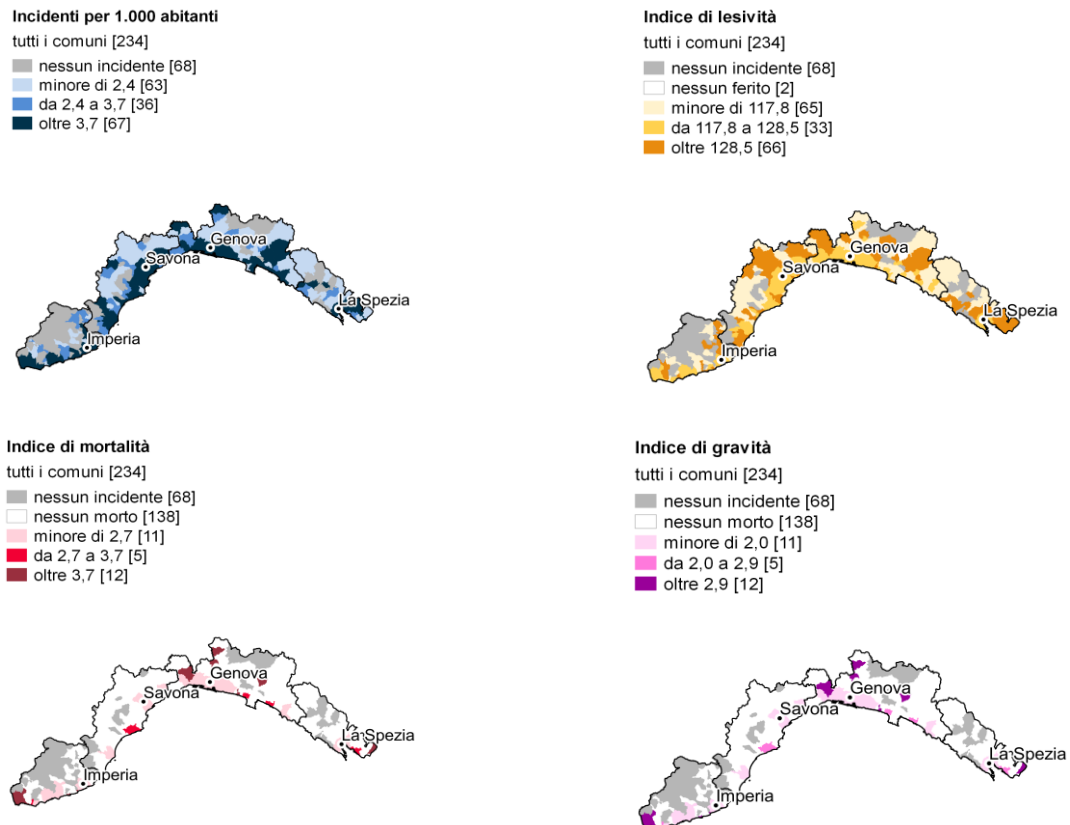 Incidenti per 1.000 abitanti
tutti i comuni [234]
nessun incidente [68]
minore di 2,4 [63]
da 2,4 a 3,7 [36]
oltre 3,7 [67]
Genova
Savona
La Spezia
Imperia
Indice di lesività
tutti i comuni [234]
nessun incidente [68]
nessun ferito [2]
minore di 117,8 [65]
da 117,8 a 128,5 [33]
oltre 128,5 [66]
Genova
Savona
La Spezia
Imperia
Indice di mortalità
tutti i comuni [234]
nessun incidente [68]
nessun morto [138]
minore di 2,7 [11]
da 2,7 a 3,7 [5]
oltre 3,7 [12]
Genova
Savona
La Spezia
Imperia
Indice di gravità
tutti i comuni [234]
nessun incidente [68]
nessun morto [138]
minore di 2,0 [11]
da 2,0 a 2,9 [5]
oltre 2,9 [12]
Genova
Savona
La Spezia
Imperia